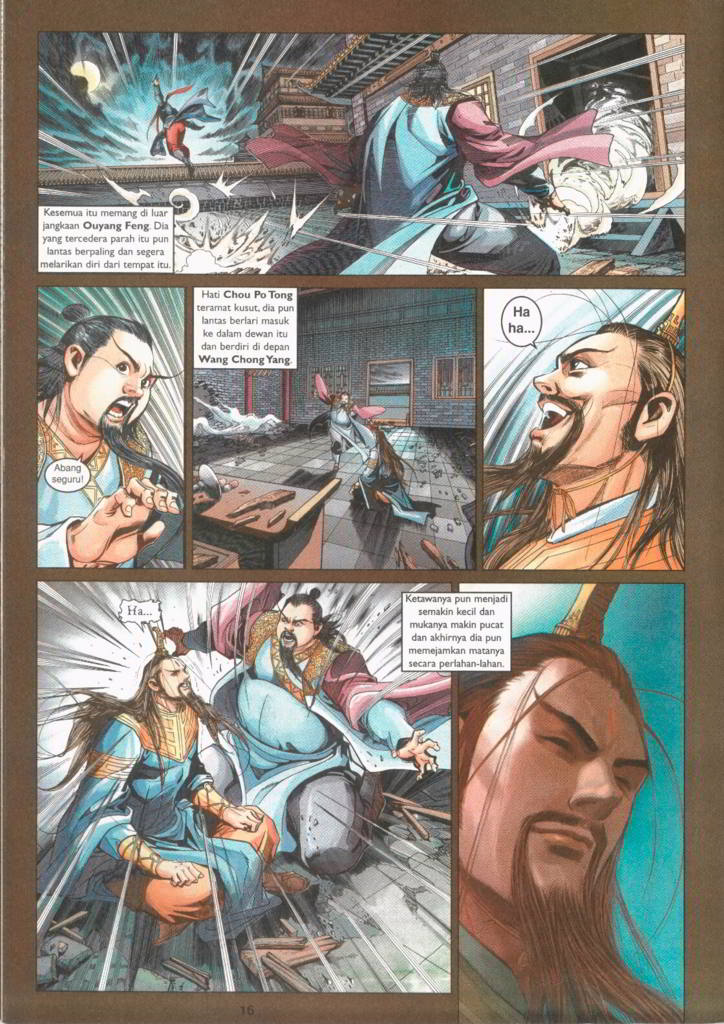 Kesemua itu memang di luar
jangkaan Ouyang Feng. Dia
yang tercedera parah itu pun
lantas berpaling dan segera
melarikan diri dari tempat itu.
Abang
seguru!
Hati Chou Po Tong
teramat kusut, dia pun
lantas berlari masuk
ke dalam dewan itu
dan berdiri di depan
Wang Chong Yang.
Ha
ha...
Ha...
Ketawanya pun menjadi
semakin kecil dan
mukanya makin pucat
dan akhirnya dia pun
memejamkan matanya
secara perlahan-lahan.
16